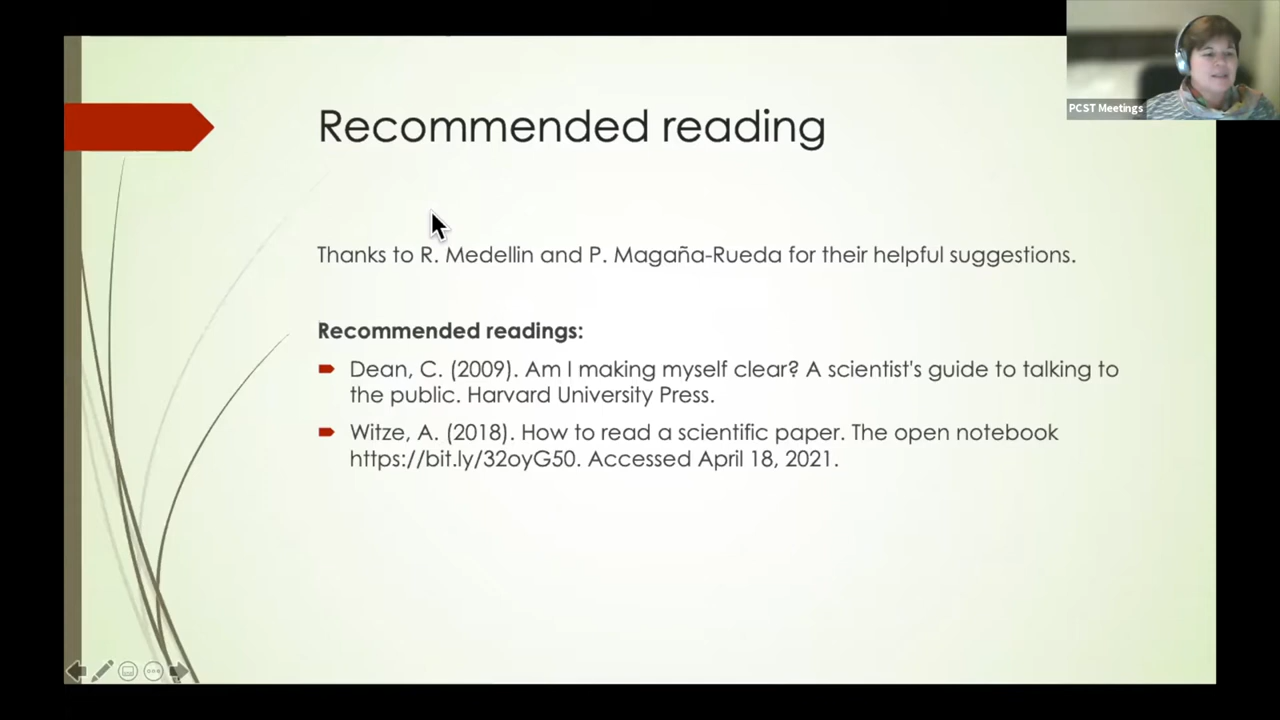 PCST Meetings
Recommended reading
Thanks to R. Medellin and P. Magaña-Rueda for their helpful suggestions.
Recommended readings:
Dean, C. (2009). Am I making myself clear? A scientist's guide to talking to
the public. Harvard University Press.
Witze, A. (2018). How to read a scientific paper. The open notebook
https://bit.ly/32oyG50. Accessed April 18, 2021.